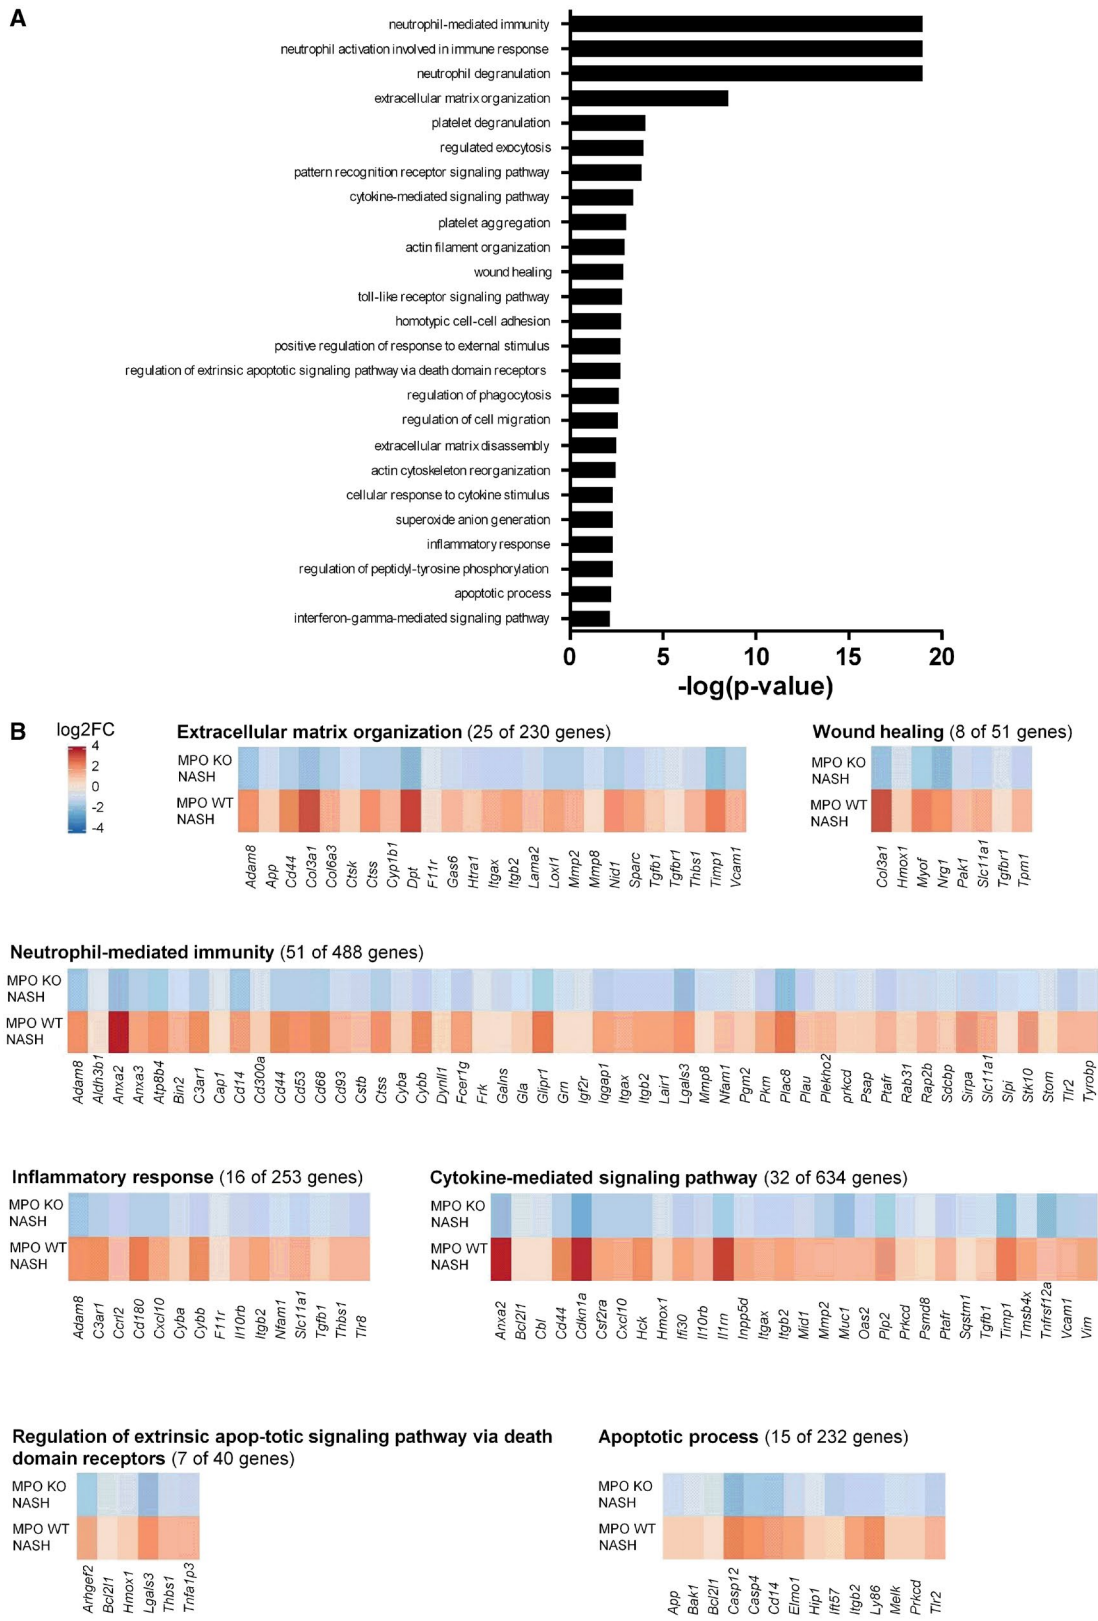 A
neutrophil-mediated immunity
neutrophil activation involved in immune response
neutrophil degranulation
extracellular matrix organization
platelet degranulation
regulated exocytosis
pattern recognition receptor signaling pathway
cytokine-mediated signaling pathway
platelet aggregation
actin filament organization
wound healing
toll-like receptor signaling pathway
homotypic cell-cell adhesion
positive regulation of response to external stimulus
regulation of extrinsic apoptotic signaling pathway via death domain receptors
regulation of phagocytosis
regulation of cell migration
extracellular matrix disassembly
actin cytoskeleton reorganization
cellular response to cytokine stimulus
superoxide anion generation
inflammatory response
regulation of peptidyl-tyrosine phosphorylation
apoptotic process
interferon-gamma-mediated signaling pathway
0 5 10 15 20
-log(p-value)
B
log2FC
4
2
0
-2
-4
Extracellular matrix organization (25 of 230 genes)
MPO KO
NASH
MPO WT
NASH
Adam8 App Cd44 Col3a1 Col6a3 Ctsk Ctss Cyp1b1 Dpt F11r Gas6 Htra1 Itgax Itgb2 Lama2 Loxl1 Mmp2 Mmp8 Nid1 Sparc Tgfb1 Tgfbr1 Thbs1 Timp1 Vcam1
Wound healing (8 of 51 genes)
MPO KO
NASH
MPO WT
NASH
Col3a1 Hmox1 Myof Nrg1 Pak1 Slc11a1 Tgfbr1 Tpm1
Neutrophil-mediated immunity (51 of 488 genes)
MPO KO
NASH
MPO WT
NASH
Adam8 Aldh3b1 Anxa2 Anxa3 Atp8b4 Bin2 C3ar1 Cap1 Cd14 Cd300a Cd44 Cd53 Cd68 Cd93 Cstb Ctss Cyba Cybb Dynll1 Fcer1g Frk Galns Gla Glipr1 Grn Igf2r Iqgap1 Itgax Itgb2 Lair1 Lgals3 Mmp8 Nfam1 Pgm2 Pkm Plac8 Plau Plekho2 prkcd Psap Ptafr Rab31 Rap2b Sdcbp Sirpa Slc11a1 Slpi Stk10 Stom Tlr2 Tyrobp
Inflammatory response (16 of 253 genes)
MPO KO
NASH
MPO WT
NASH
Adam8 C3ar1 Ccrl2 Cd180 Cxcl10 Cyba Cybb F11r Il10rb Itgb2 Nfam1 Slc11a1 Tgfb1 Thbs1 Tlr8
Cytokine-mediated signaling pathway (32 of 634 genes)
MPO KO
NASH
MPO WT
NASH
Anxa2 Bcl2l1 Cbl Cd44 Cdkn1a Csf2ra Cxcl10 Hck Hmox1 Ifi30 Il10rb Il1rn Inpp5d Itgax Itgb2 Mid1 Mmp2 Muc1 Oas2 Plp2 Prkcd Psmd8 Ptafr Sqstm1 Tgfb1 Timp1 Tmsb4x Tnfrsf12a Vcam1 Vim
Regulation of extrinsic apop-totic signaling pathway via death
domain receptors (7 of 40 genes)
MPO KO
NASH
MPO WT
NASH
Arhgef2 Bcl2l1 Hmox1 Lgals3 Thbs1 Tnfa1p3
Apoptotic process (15 of 232 genes)
MPO KO
NASH
MPO WT
NASH
App Bak1 Bcl2l1 Casp12 Casp4 Cd14 Elmo1 Hip1 Ift57 Itgb2 Ly86 Melk Prkcd Tlr2